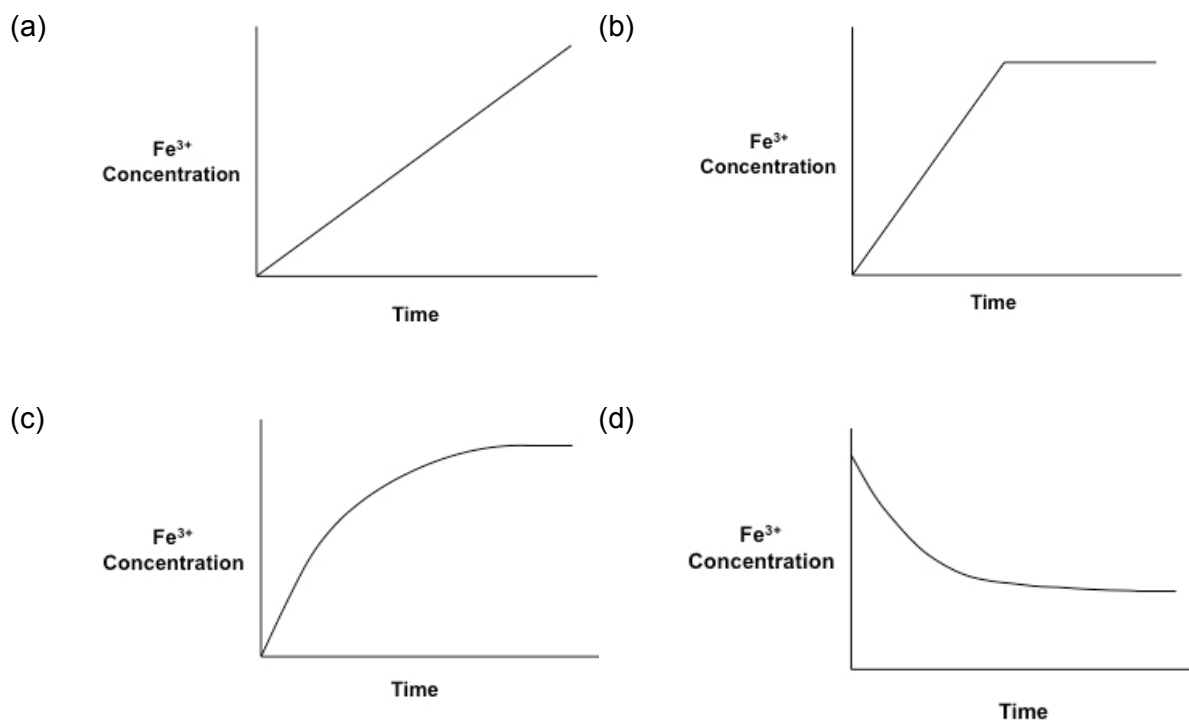 (a)
Fe³⁺
Concentration
Time
(b)
Fe³⁺
Concentration
Time
(c)
Fe³⁺
Concentration
Time
(d)
Fe³⁺
Concentration
Time